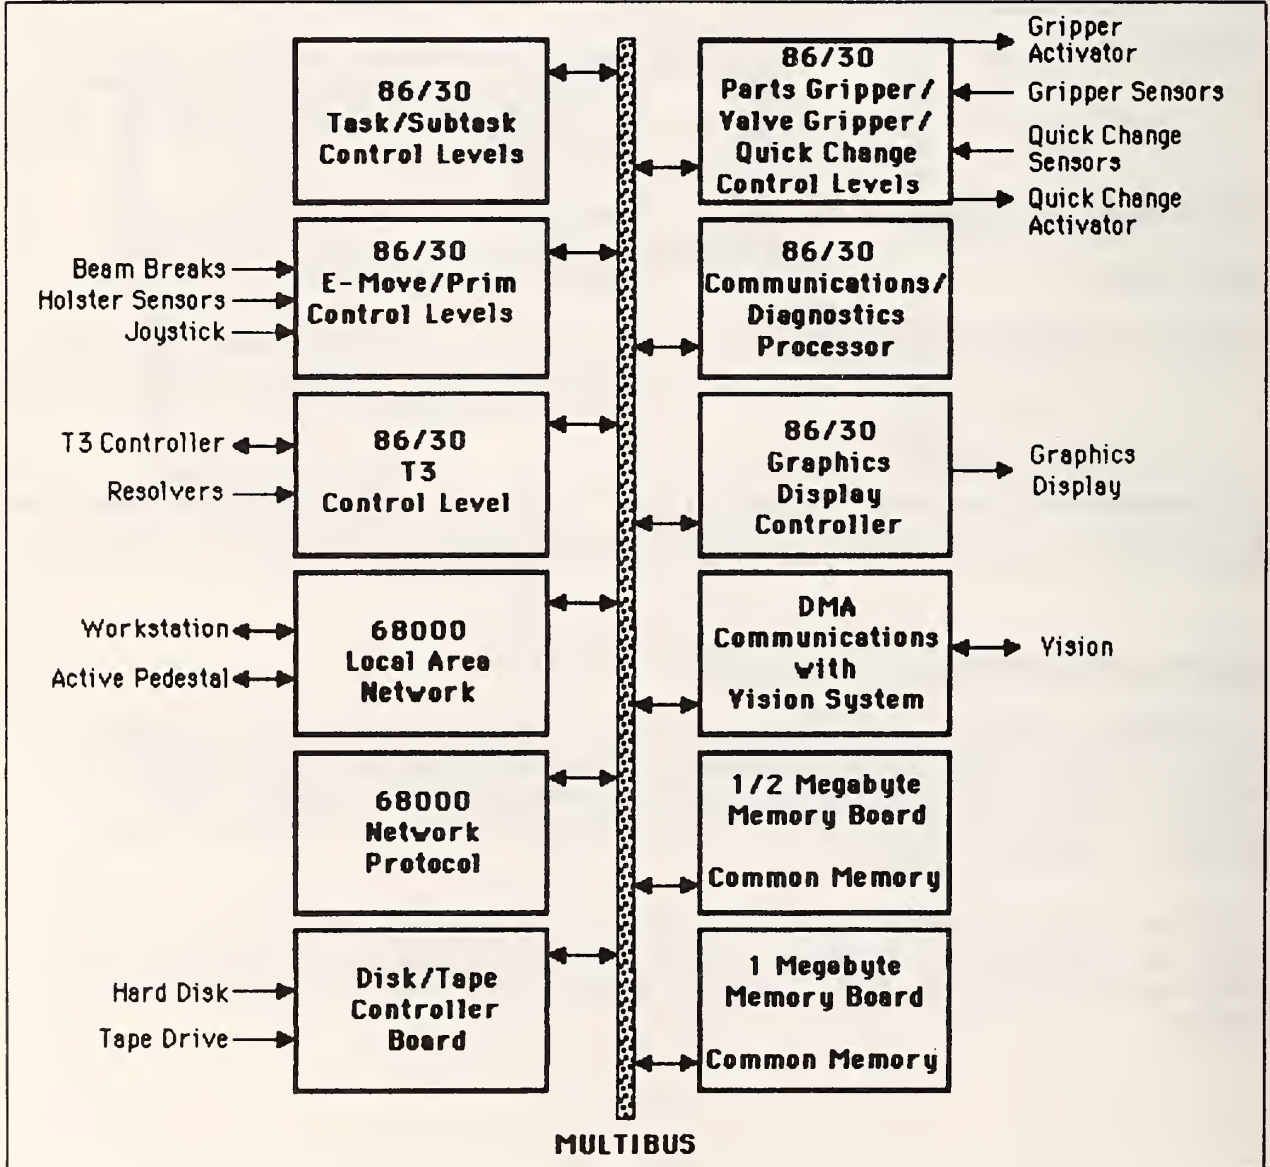 86/30
Task/Subtask
Control Levels
Beam Breaks
Holster Sensors
Joystick
86/30
E-Move/Prim
Control Levels
T3 Controller
Resolvers
86/30
T3
Control Level
Workstation
Active Pedestal
68000
Local Area
Network
68000
Network
Protocol
Hard Disk
Tape Drive
Disk/Tape
Controller
Board
86/30
Parts Gripper/
Valve Gripper/
Quick Change
Control Levels
Gripper
Activator
Gripper Sensors
Quick Change
Sensors
Quick Change
Activator
86/30
Communications/
Diagnostics
Processor
86/30
Graphics
Display
Controller
Graphics
Display
DMA
Communications
with
Vision System
Vision
1/2 Megabyte
Memory Board
Common Memory
1 Megabyte
Memory Board
Common Memory
MULTIBUS